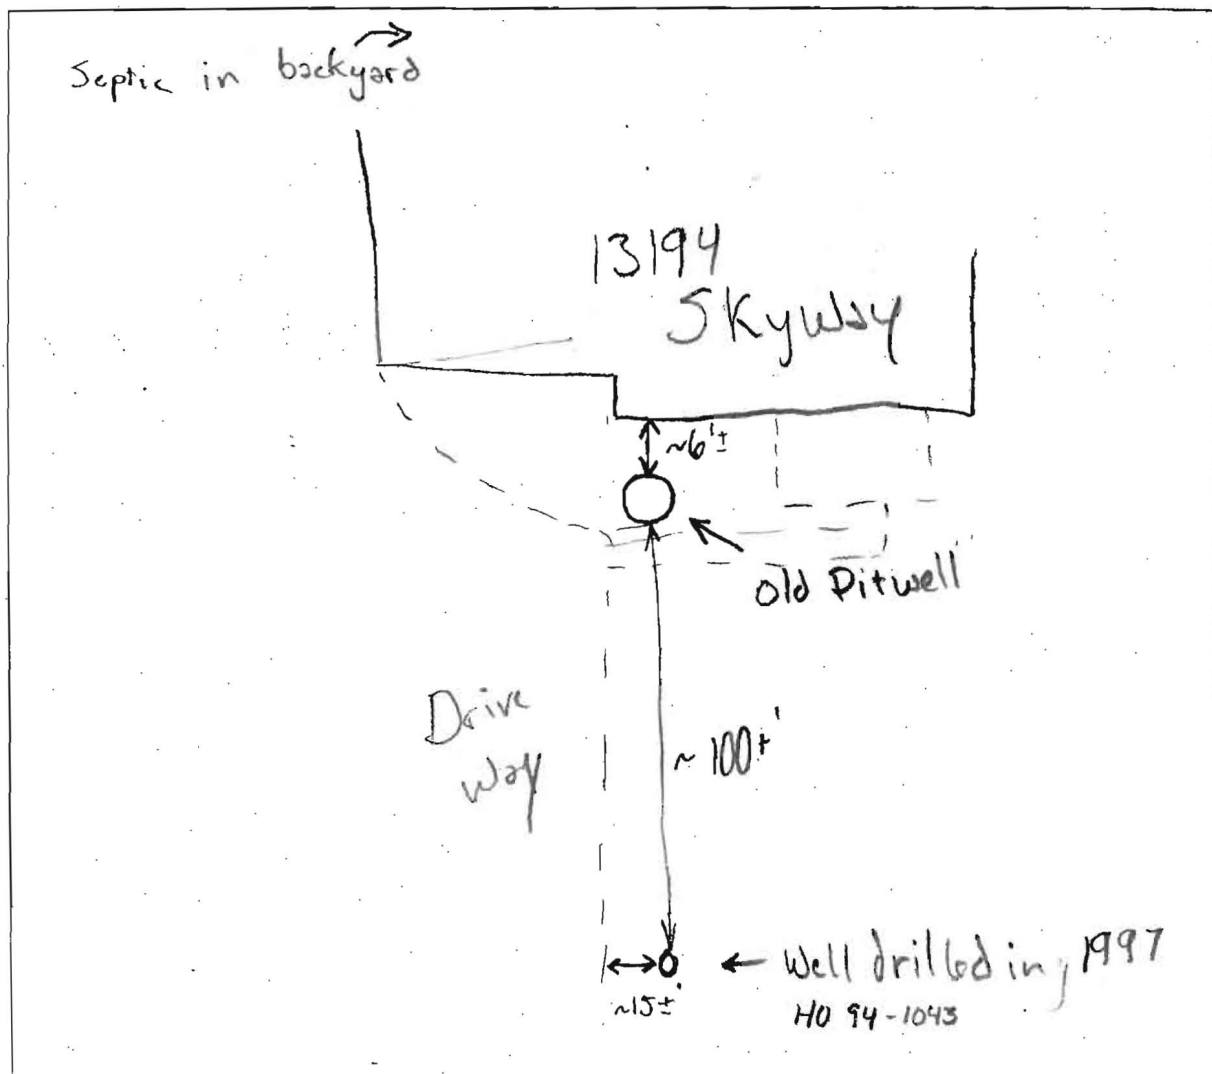 Septic in backyard
13194
Skyway
~6'±
old Pitwell
Drive
way
~100±'
Well drilled in, 1997
~15±'
HO 94-1043